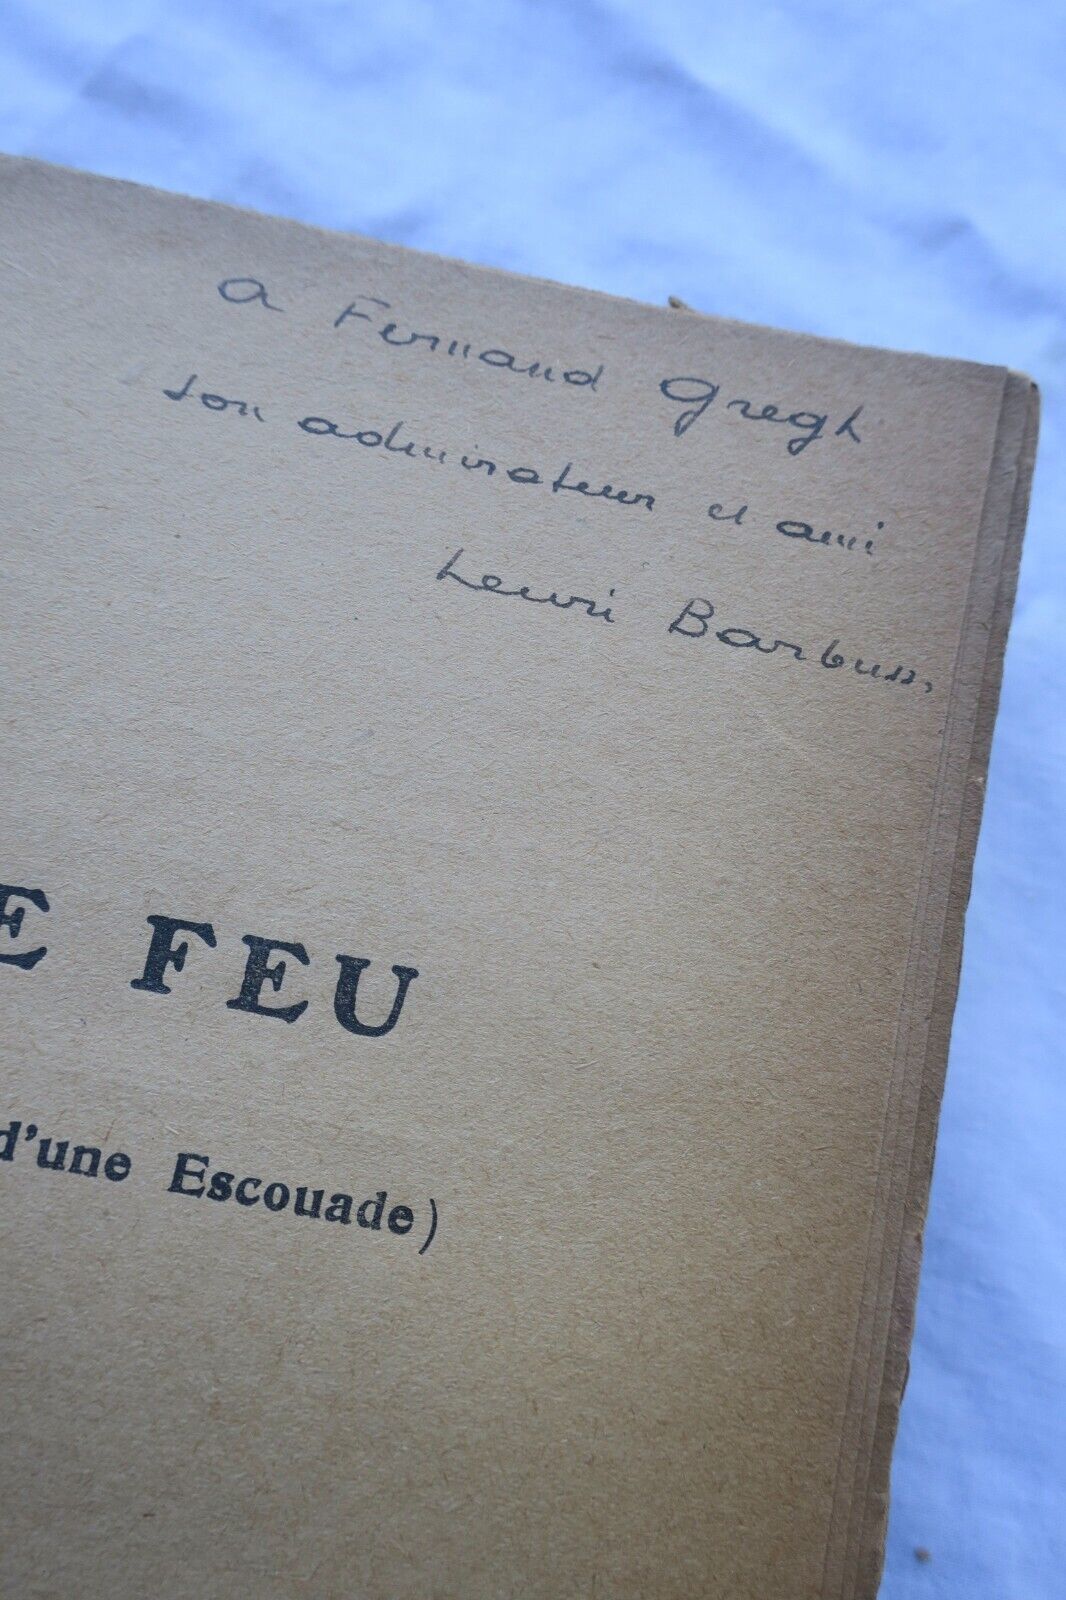 a Fernand Gregh
son admirateur et ami
Henri Barbusse
E FEU
d'une Escouade)